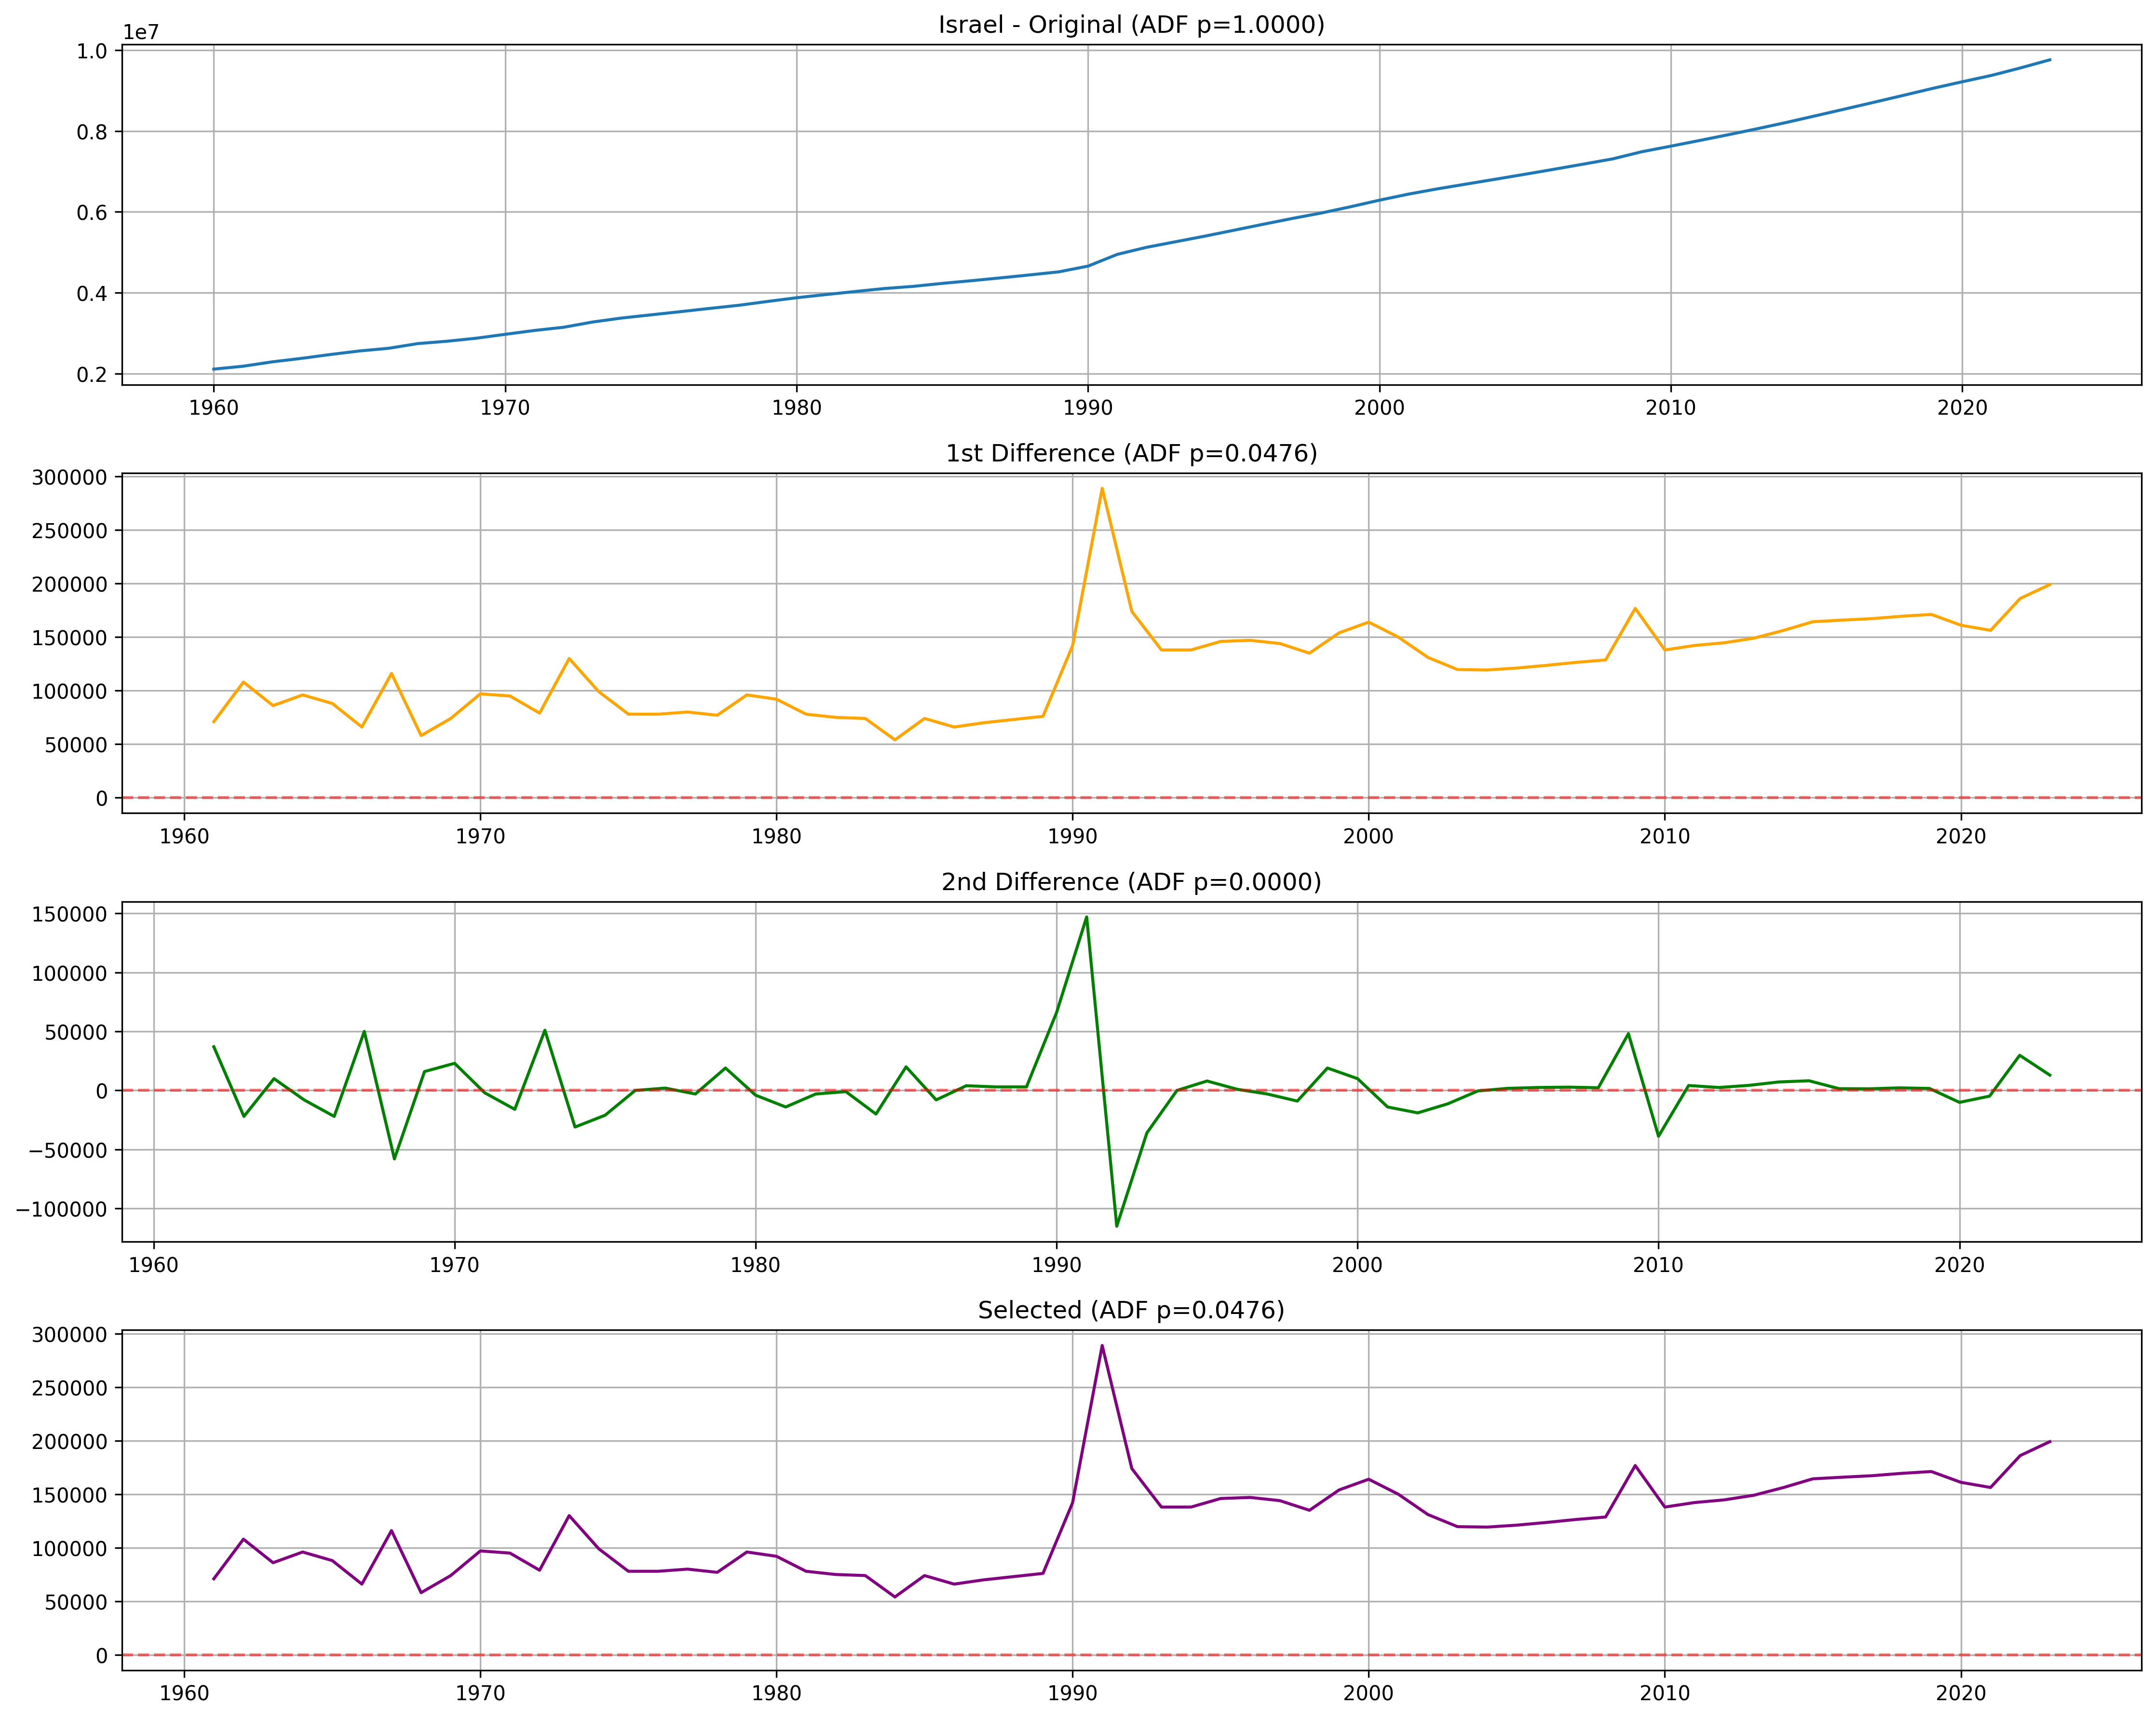 Israel - Original (ADF p=1.0000)
1e7
1.0
0.8
0.6
0.4
0.2
1960 1970 1980 1990 2000 2010 2020
1st Difference (ADF p=0.0476)
300000
250000
200000
150000
100000
50000
0
1960 1970 1980 1990 2000 2010 2020
2nd Difference (ADF p=0.0000)
150000
100000
50000
0
−50000
−100000
1960 1970 1980 1990 2000 2010 2020
Selected (ADF p=0.0476)
300000
250000
200000
150000
100000
50000
0
1960 1970 1980 1990 2000 2010 2020